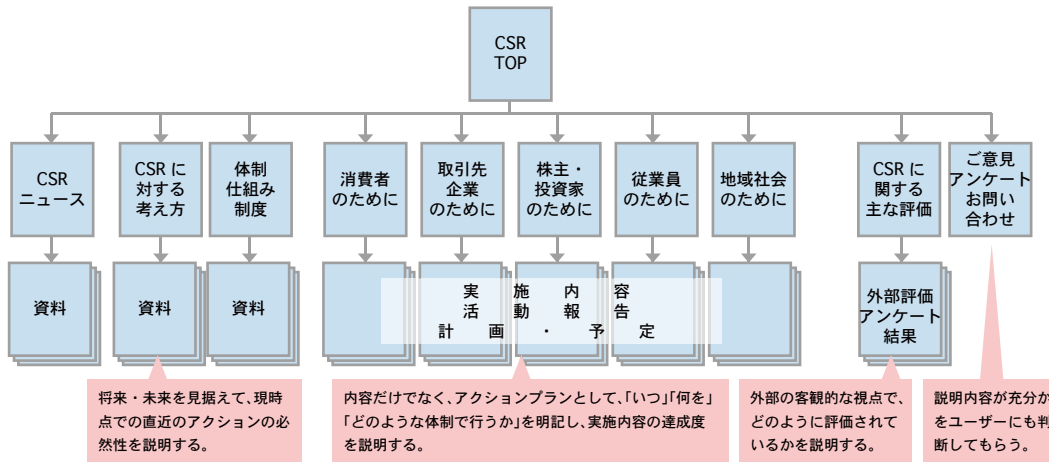 CSR
TOP
CSR
ニュース
CSR に
対する
考え方
体制
仕組み
制度
消費者
のために
取引先
企業
のために
株主・
投資家
のために
従業員
のために
地域社会
のために
CSR に
関する
主な評価
ご意見
アンケート
お問い
合わせ
資料
資料
資料
実施内容
活動報告
計画・予定
外部評価
アンケート
結果
将来・未来を見据えて、現時
点での直近のアクションの必
然性を説明する。
内容だけでなく、アクションプランとして、「いつ」「何を」
「どのような体制で行うか」を明記し、実施内容の達成度
を説明する。
外部の客観的な視点で、
どのように評価されて
いるかを説明する。
説明内容が充分か
をユーザーにも判
断してもらう。